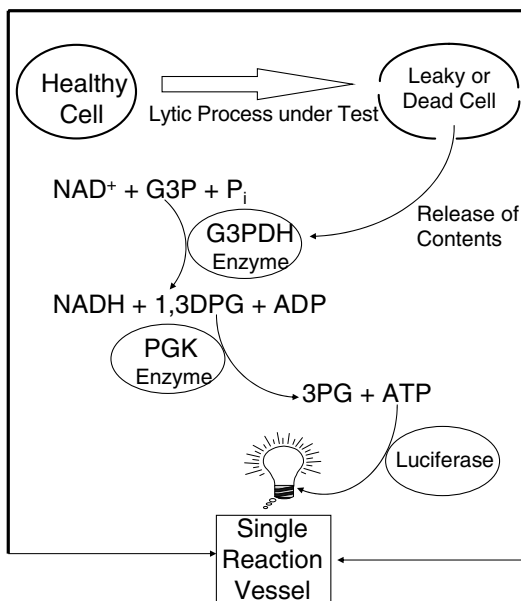 Healthy
Cell
Lytic Process under Test
Leaky or
Dead Cell
NAD⁺ + G3P + Pᵢ
Release of
Contents
G3PDH
Enzyme
NADH + 1,3DPG + ADP
PGK
Enzyme
3PG + ATP
Luciferase
Single
Reaction
Vessel